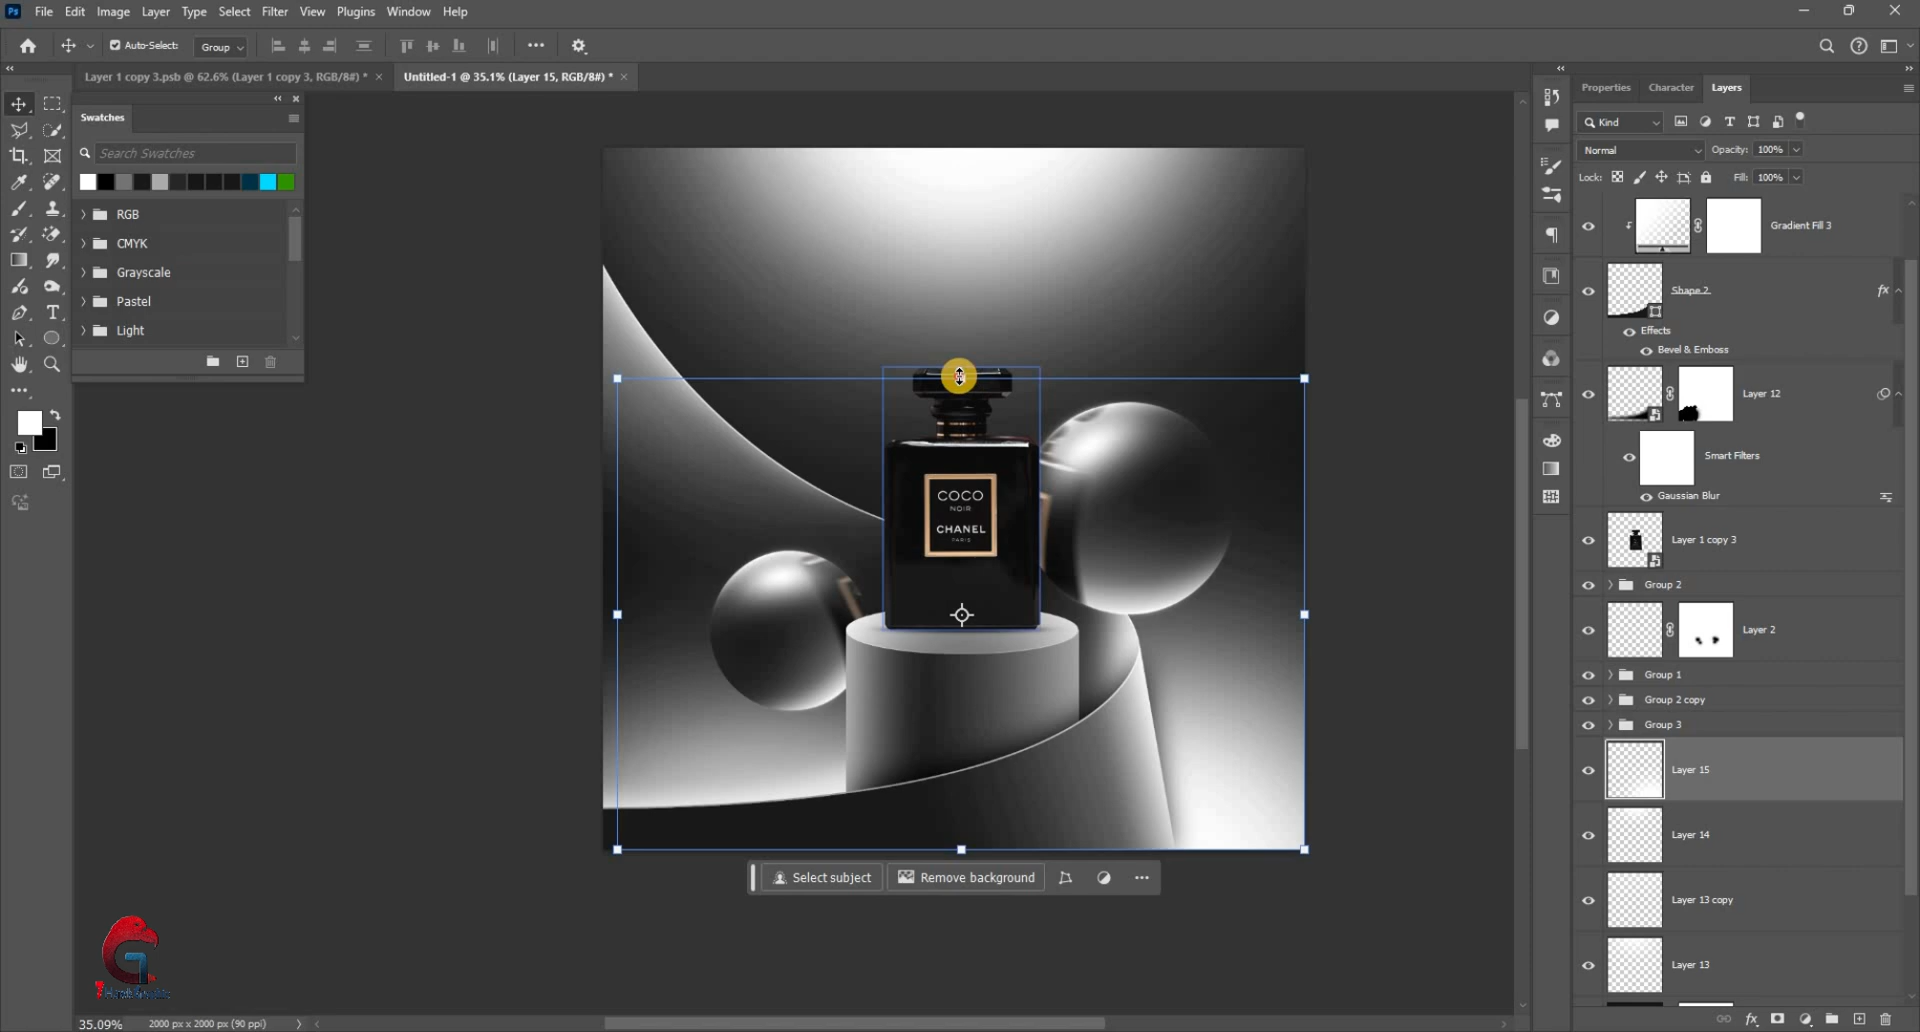 Ps File Edit Image Layer Type Select Filter View Plugins Window Help
Auto-Select: Group
Layer 1 copy 3.psb @ 62.6% (Layer 1 copy 3, RGB/8#) * ×
Untitled-1 @ 35.1% (Layer 15, RGB/8#) * ×
Swatches
Search Swatches
RGB
CMYK
Grayscale
Pastel
Light
COCO
NOIR
CHANEL
PARIS
Select subject
Remove background
Properties Character Layers
Kind
Normal Opacity: 100%
Lock: Fill: 100%
Gradient Fill 3
Shape 2 fx
Effects
Bevel & Emboss
Layer 12
Smart Filters
Gaussian Blur
Layer 1 copy 3
Group 2
Layer 2
Group 1
Group 2 copy
Group 3
Layer 15
Layer 14
Layer 13 copy
Layer 13
fx
35.09% 2000 px x 2000 px (90 ppi)